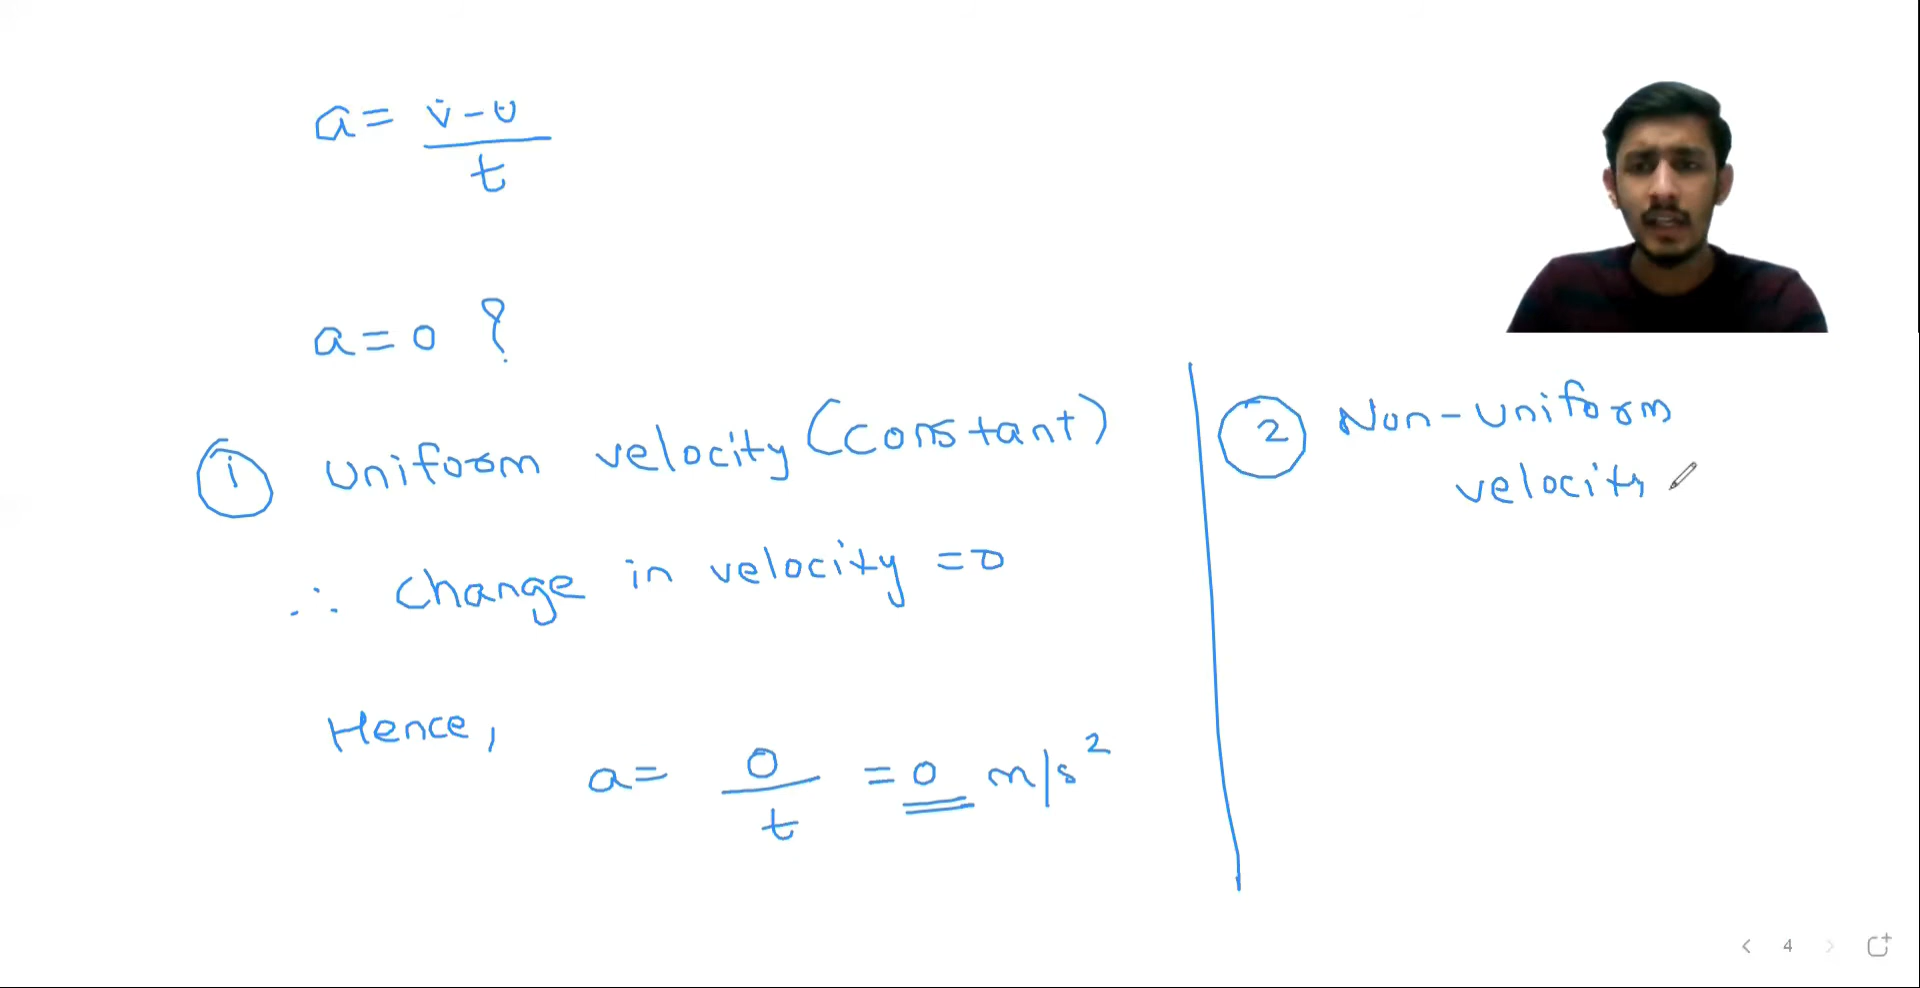 a = v - u / t
a = 0 ?
① uniform velocity (constant)
∴ change in velocity = 0
Hence,
a = 0 / t = 0 m/s²
② Non-uniform
velocity
4